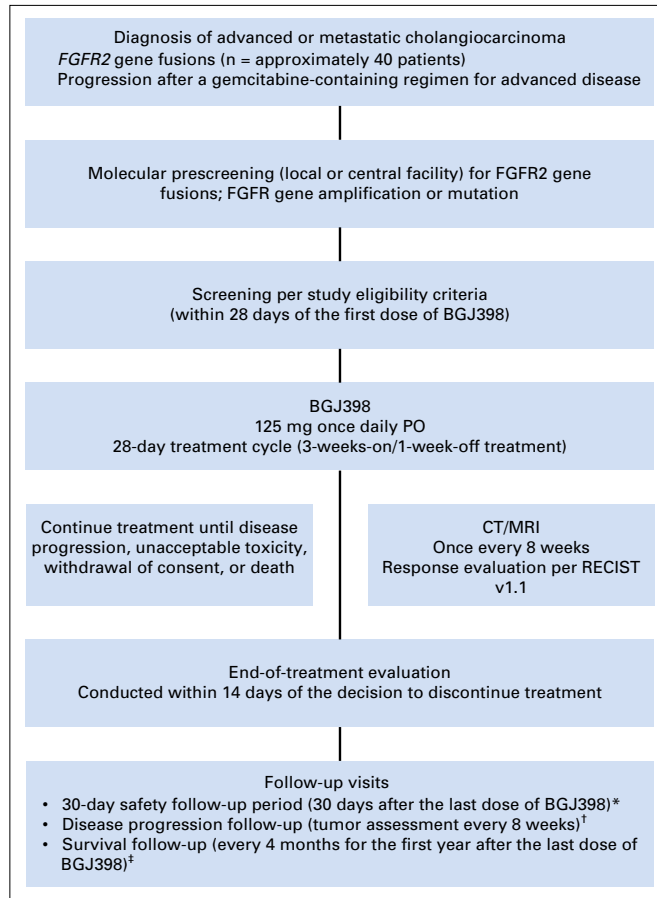 Diagnosis of advanced or metastatic cholangiocarcinoma
FGFR2 gene fusions (n = approximately 40 patients)
Progression after a gemcitabine-containing regimen for advanced disease
Molecular prescreening (local or central facility) for FGFR2 gene
fusions; FGFR gene amplification or mutation
Screening per study eligibility criteria
(within 28 days of the first dose of BGJ398)
BGJ398
125 mg once daily PO
28-day treatment cycle (3-weeks-on/1-week-off treatment)
Continue treatment until disease
progression, unacceptable toxicity,
withdrawal of consent, or death
CT/MRI
Once every 8 weeks
Response evaluation per RECIST
v1.1
End-of-treatment evaluation
Conducted within 14 days of the decision to discontinue treatment
Follow-up visits
• 30-day safety follow-up period (30 days after the last dose of BGJ398)*
• Disease progression follow-up (tumor assessment every 8 weeks)†
• Survival follow-up (every 4 months for the first year after the last dose of
BGJ398)‡